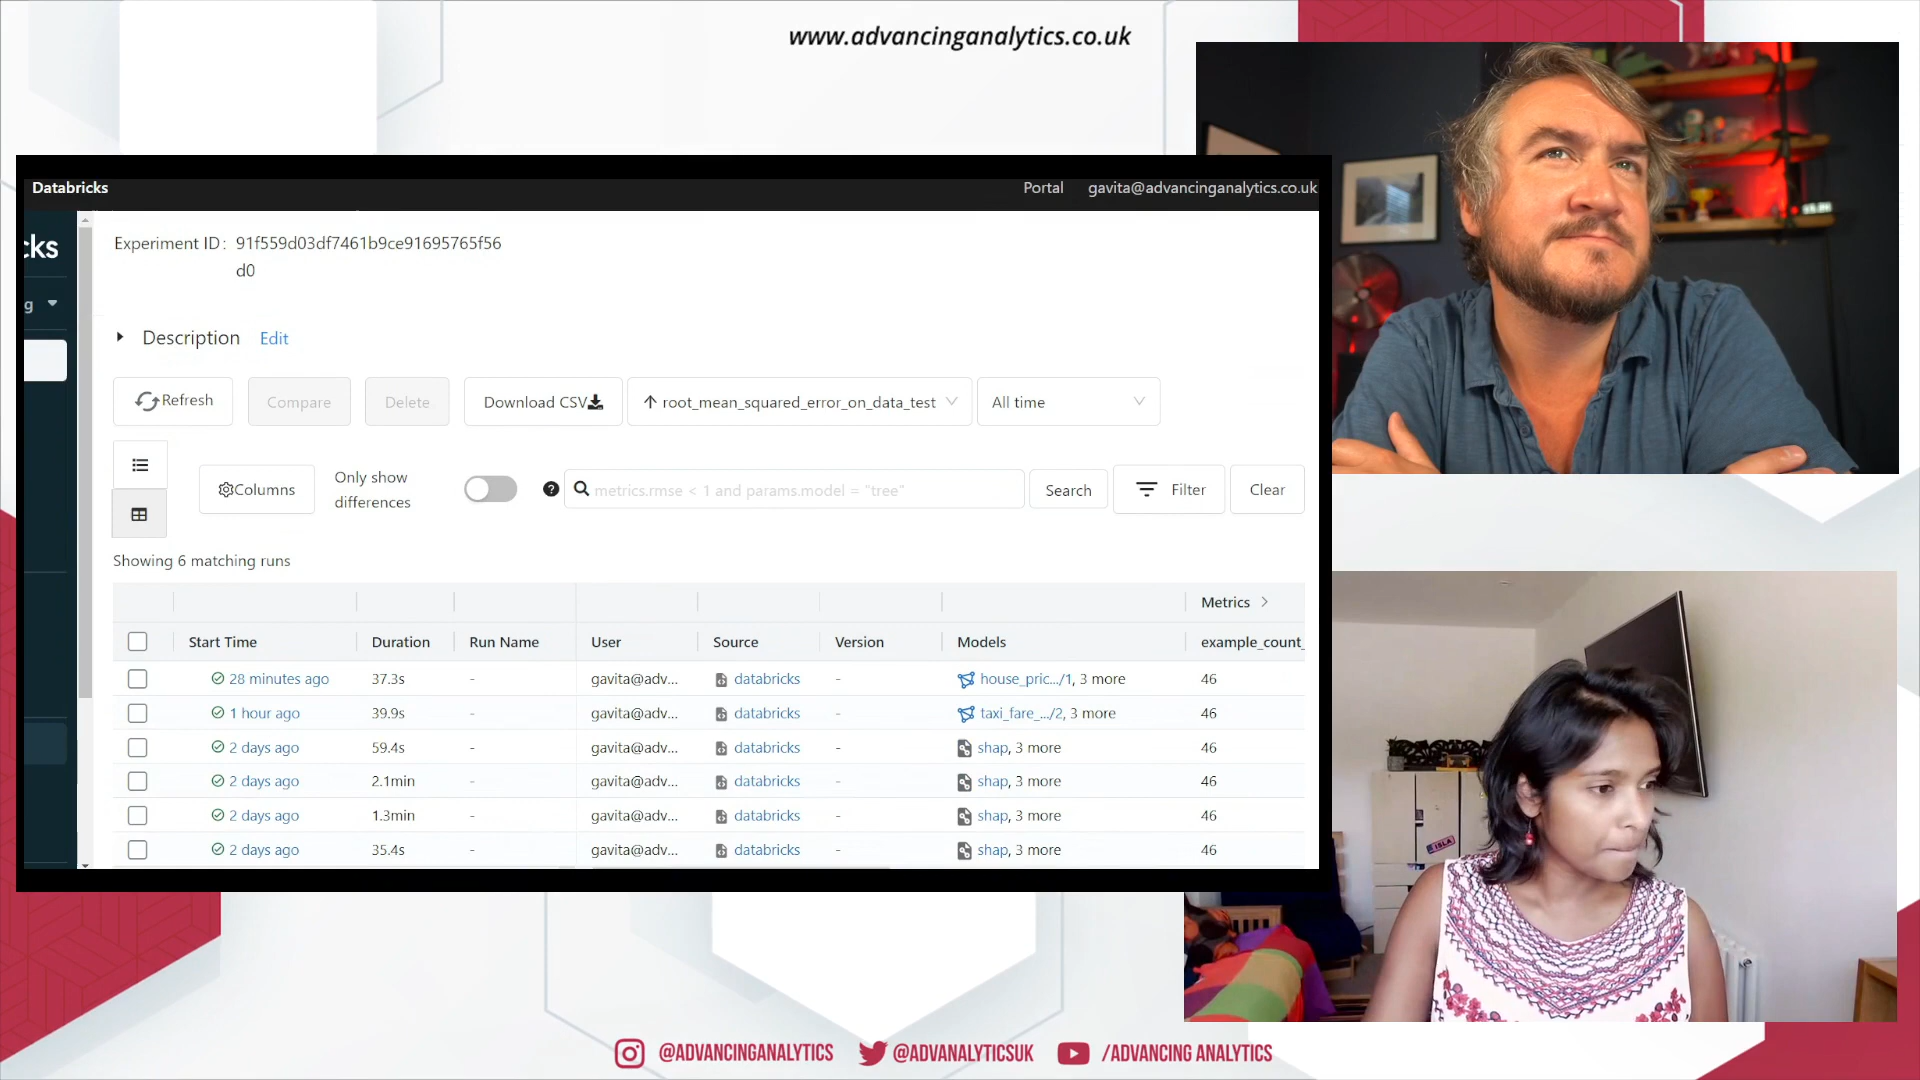 www.advancinganalytics.co.uk
Databricks
Portal
gavita@advancinganalytics.co.uk
cks
g
Experiment ID: 91f559d03df7461b9ce91695765f56
d0
Description Edit
Refresh
Compare
Delete
Download CSV
root_mean_squared_error_on_data_test
All time
Columns
Only show
differences
metrics.rmse < 1 and params.model = "tree"
Search
Filter
Clear
Showing 6 matching runs
Metrics
Start Time Duration Run Name User Source Version Models example_count_
28 minutes ago 37.3s - gavita@adv... databricks - house_pric.../1, 3 more 46
1 hour ago 39.9s - gavita@adv... databricks - taxi_fare_.../2, 3 more 46
2 days ago 59.4s - gavita@adv... databricks - shap, 3 more 46
2 days ago 2.1min - gavita@adv... databricks - shap, 3 more 46
2 days ago 1.3min - gavita@adv... databricks - shap, 3 more 46
2 days ago 35.4s - gavita@adv... databricks - shap, 3 more 46
ISLA
@ADVANCINGANALYTICS
@ADVANALYTICSUK
/ADVANCING ANALYTICS